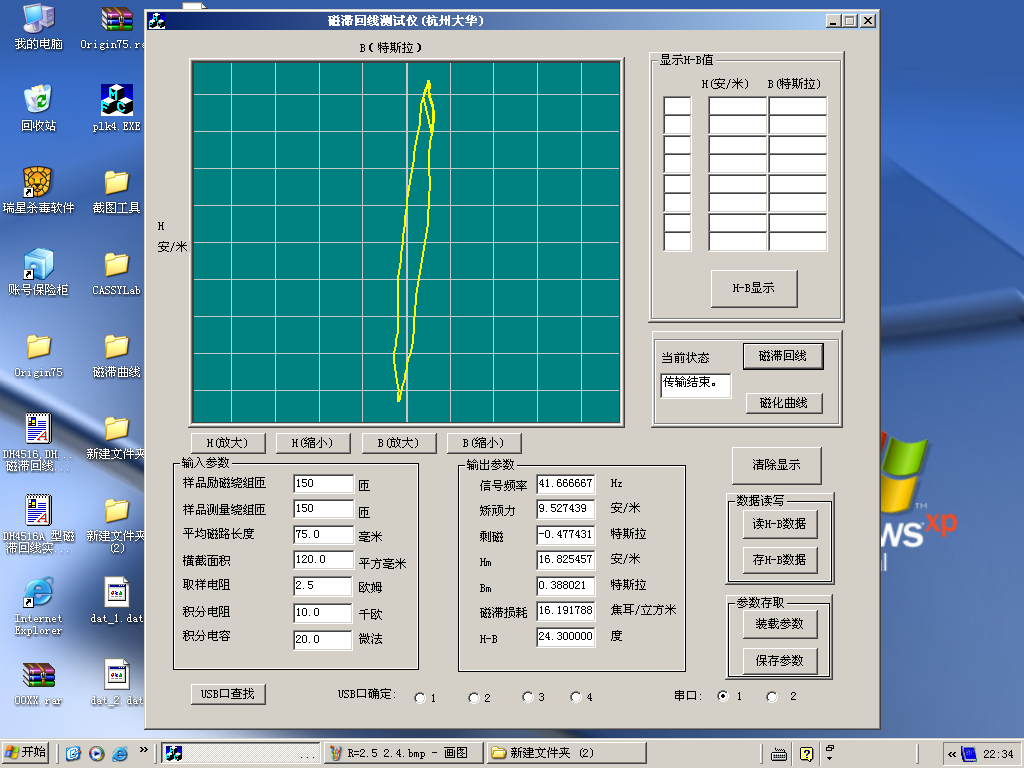 我的电脑
Origin75.ra
回收站
plk4.EXE
瑞星杀毒软件
截图工具
账号保险柜
CASSYLab
Origin75
磁滞曲线
DH4516_DH...
磁滞回线...
新建文件夹
DH4516A_型磁
滞回线实...
新建文件夹
(2)
Internet
Explorer
dat_1.dat
OOXX.rar
dat_2.dat
磁滞回线测试仪(杭州大华)
B(特斯拉)
H
安/米
H(放大)
H(缩小)
B(放大)
B(缩小)
输入参数
样品励磁绕组匝 150 匝
样品测量绕组匝 150 匝
平均磁路长度 75.0 毫米
横截面积 120.0 平方毫米
取样电阻 2.5 欧姆
积分电阻 10.0 千欧
积分电容 20.0 微法
输出参数
信号频率 41.666667 Hz
矫顽力 9.527439 安/米
剩磁 -0.477431 特斯拉
Hm 16.825457 安/米
Bm 0.388021 特斯拉
磁滞损耗 16.191788 焦耳/立方米
H-B 24.300000 度
USB口查找
USB口确定:
1
2
3
4
串口:
1
2
显示H-B值
H(安/米) B(特斯拉)
H-B显示
当前状态
传输结束。
磁滞回线
磁化曲线
清除显示
数据读写
读H-B数据
存H-B数据
参数存取
装载参数
保存参数
TM
ws xp
开始
»
...
R=2.5 2.4.bmp - 画图
新建文件夹 (2)
«
22:34